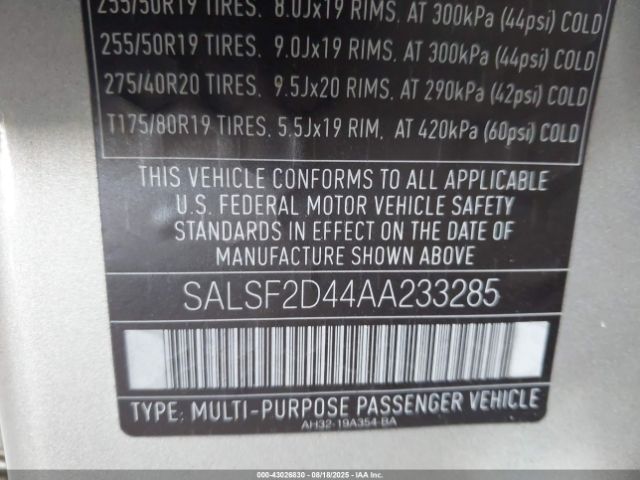 255/50R19 TIRES. 8.0Jx19 RIMS, AT 300kPa (44psi) COLD
255/50R19 TIRES. 9.0Jx19 RIMS, AT 300kPa (44psi) COLD
275/40R20 TIRES. 9.5Jx20 RIMS, AT 290kPa (42psi) COLD
T175/80R19 TIRES. 5.5Jx19 RIM, AT 420kPa (60psi) COLD
THIS VEHICLE CONFORMS TO ALL APPLICABLE
U.S. FEDERAL MOTOR VEHICLE SAFETY
STANDARDS IN EFFECT ON THE DATE OF
MANUFACTURE SHOWN ABOVE
SALSF2D44AA233285
TYPE: MULTI-PURPOSE PASSENGER VEHICLE
AH32-19A354-BA
000-43026830 - 08/18/2025 - IAAI.COM